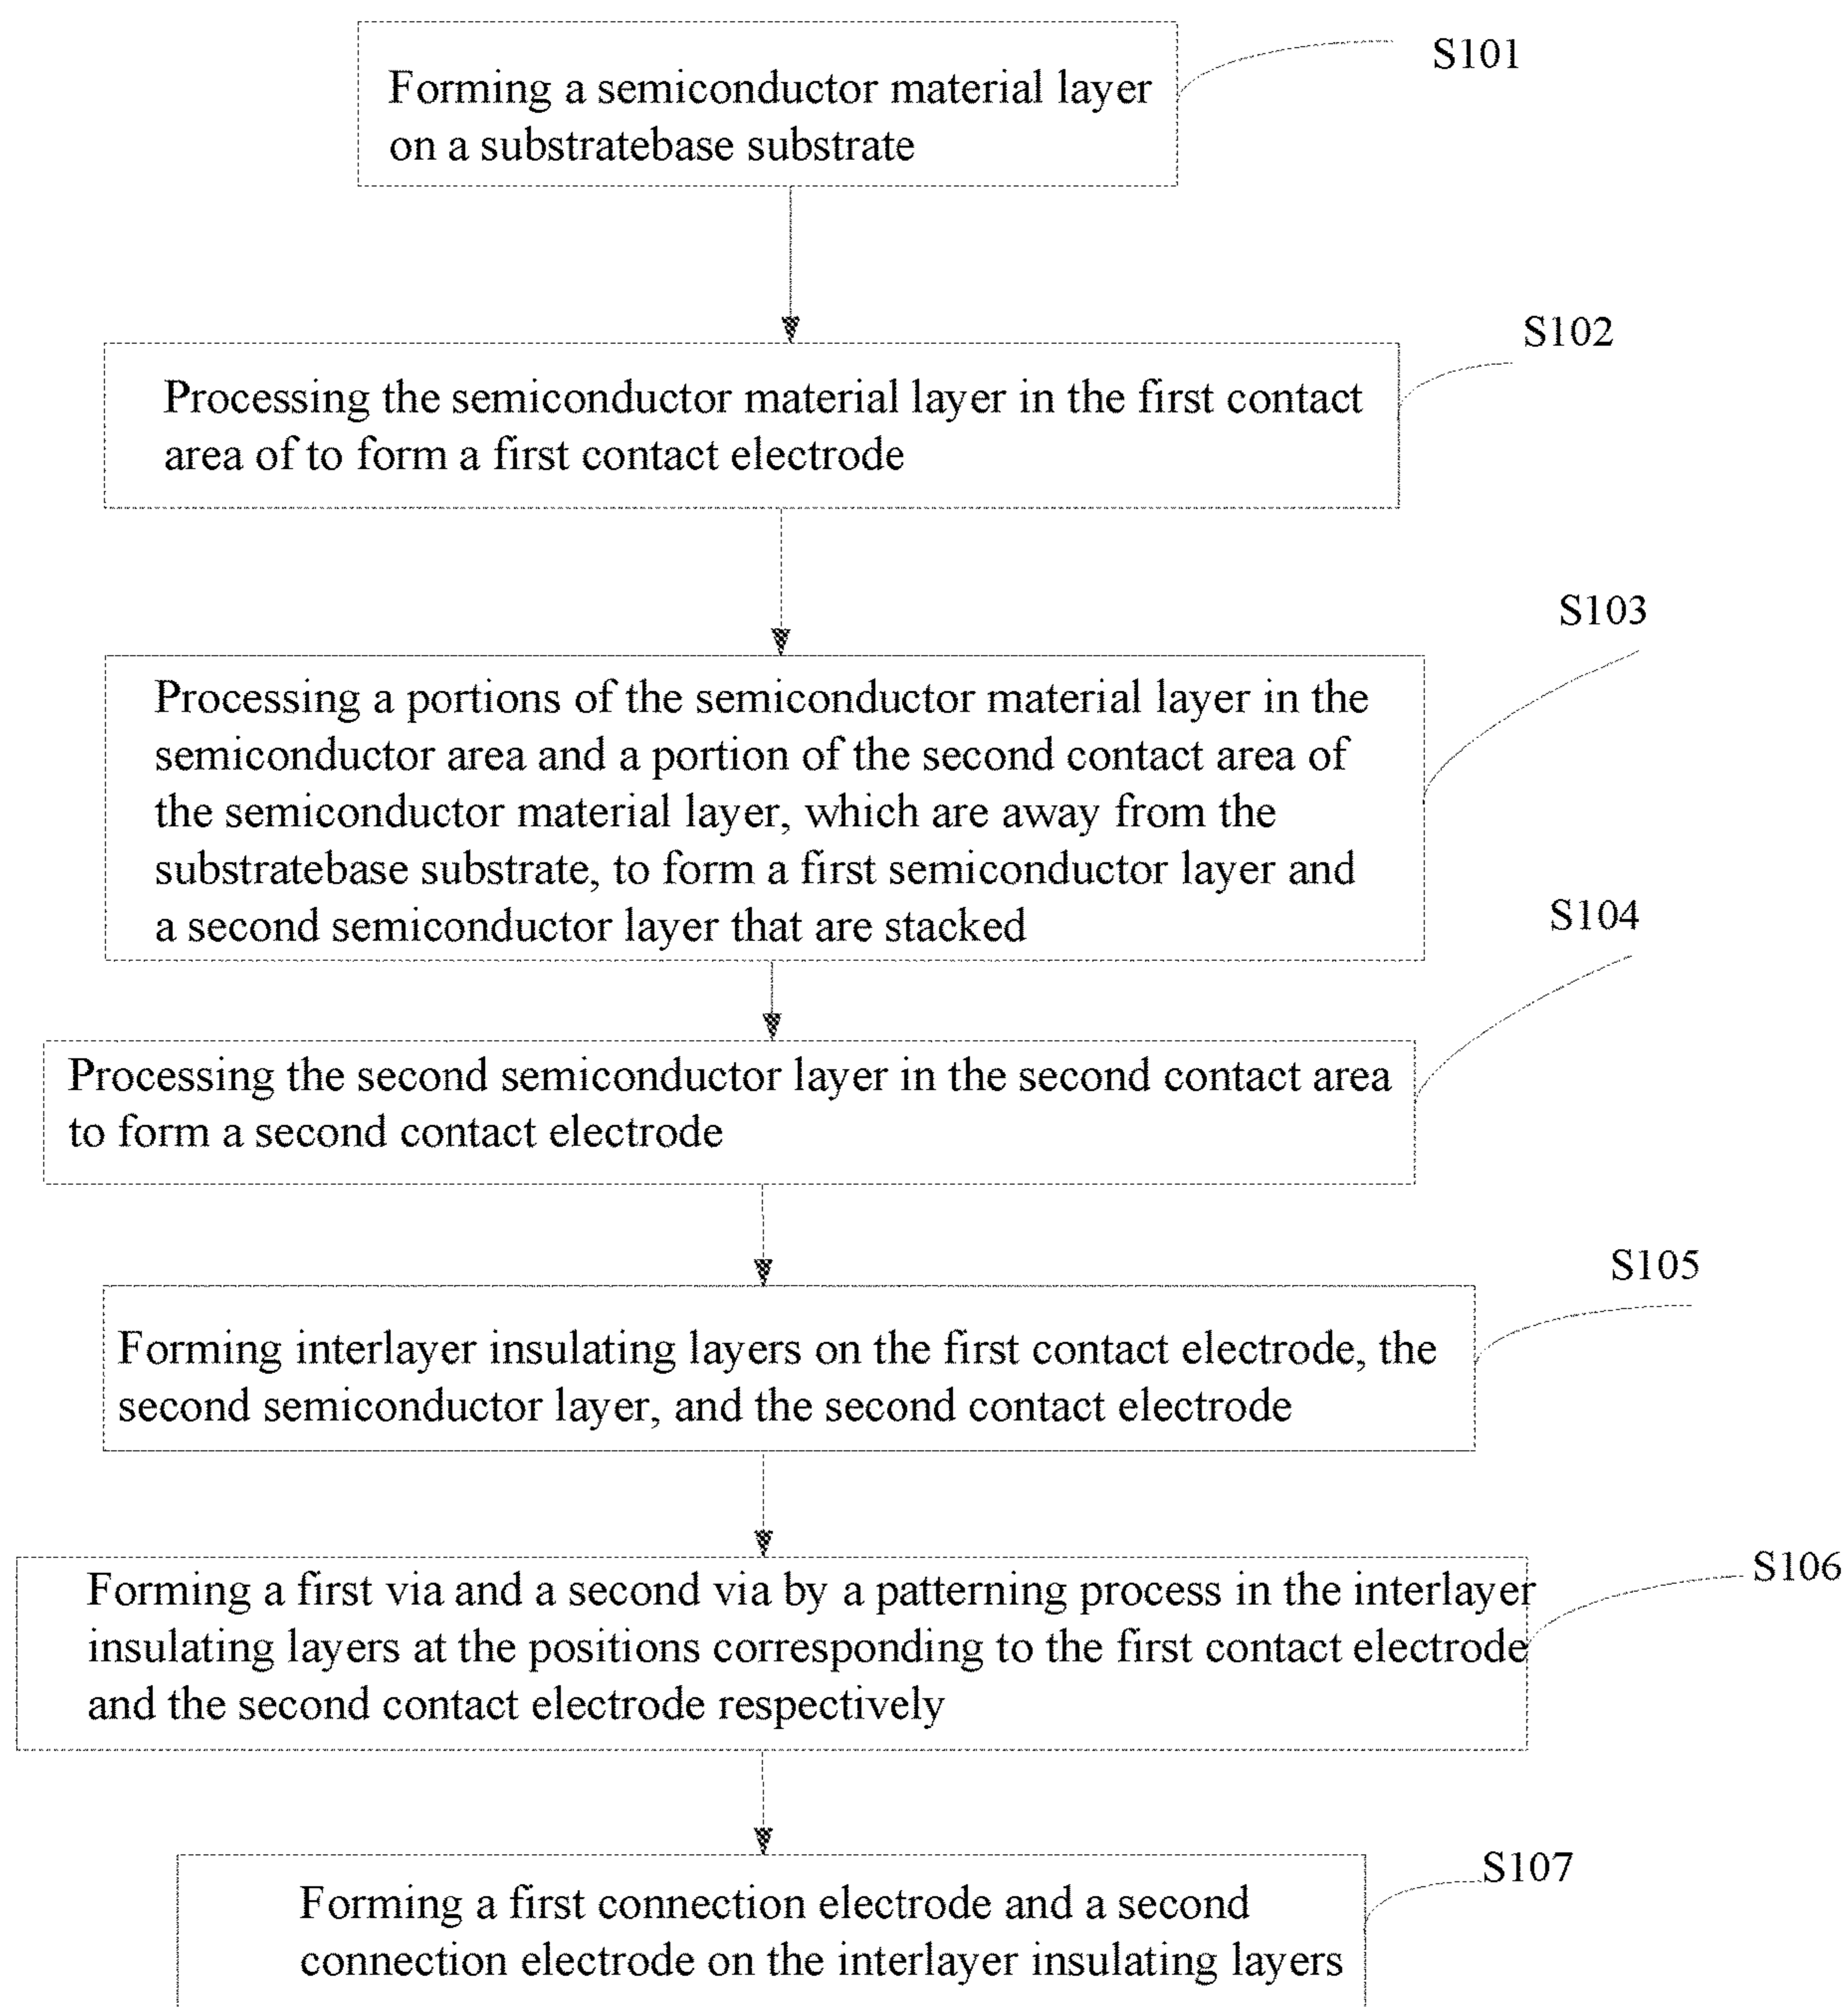 S101
Forming a semiconductor material layer
on a substratebase substrate
S102
Processing the semiconductor material layer in the first contact
area of to form a first contact electrode
S103
Processing a portions of the semiconductor material layer in the
semiconductor area and a portion of the second contact area of
the semiconductor material layer, which are away from the
substratebase substrate, to form a first semiconductor layer and
a second semiconductor layer that are stacked
S104
Processing the second semiconductor layer in the second contact area
to form a second contact electrode
S105
Forming interlayer insulating layers on the first contact electrode, the
second semiconductor layer, and the second contact electrode
S106
Forming a first via and a second via by a patterning process in the interlayer
insulating layers at the positions corresponding to the first contact electrode
and the second contact electrode respectively
S107
Forming a first connection electrode and a second
connection electrode on the interlayer insulating layers